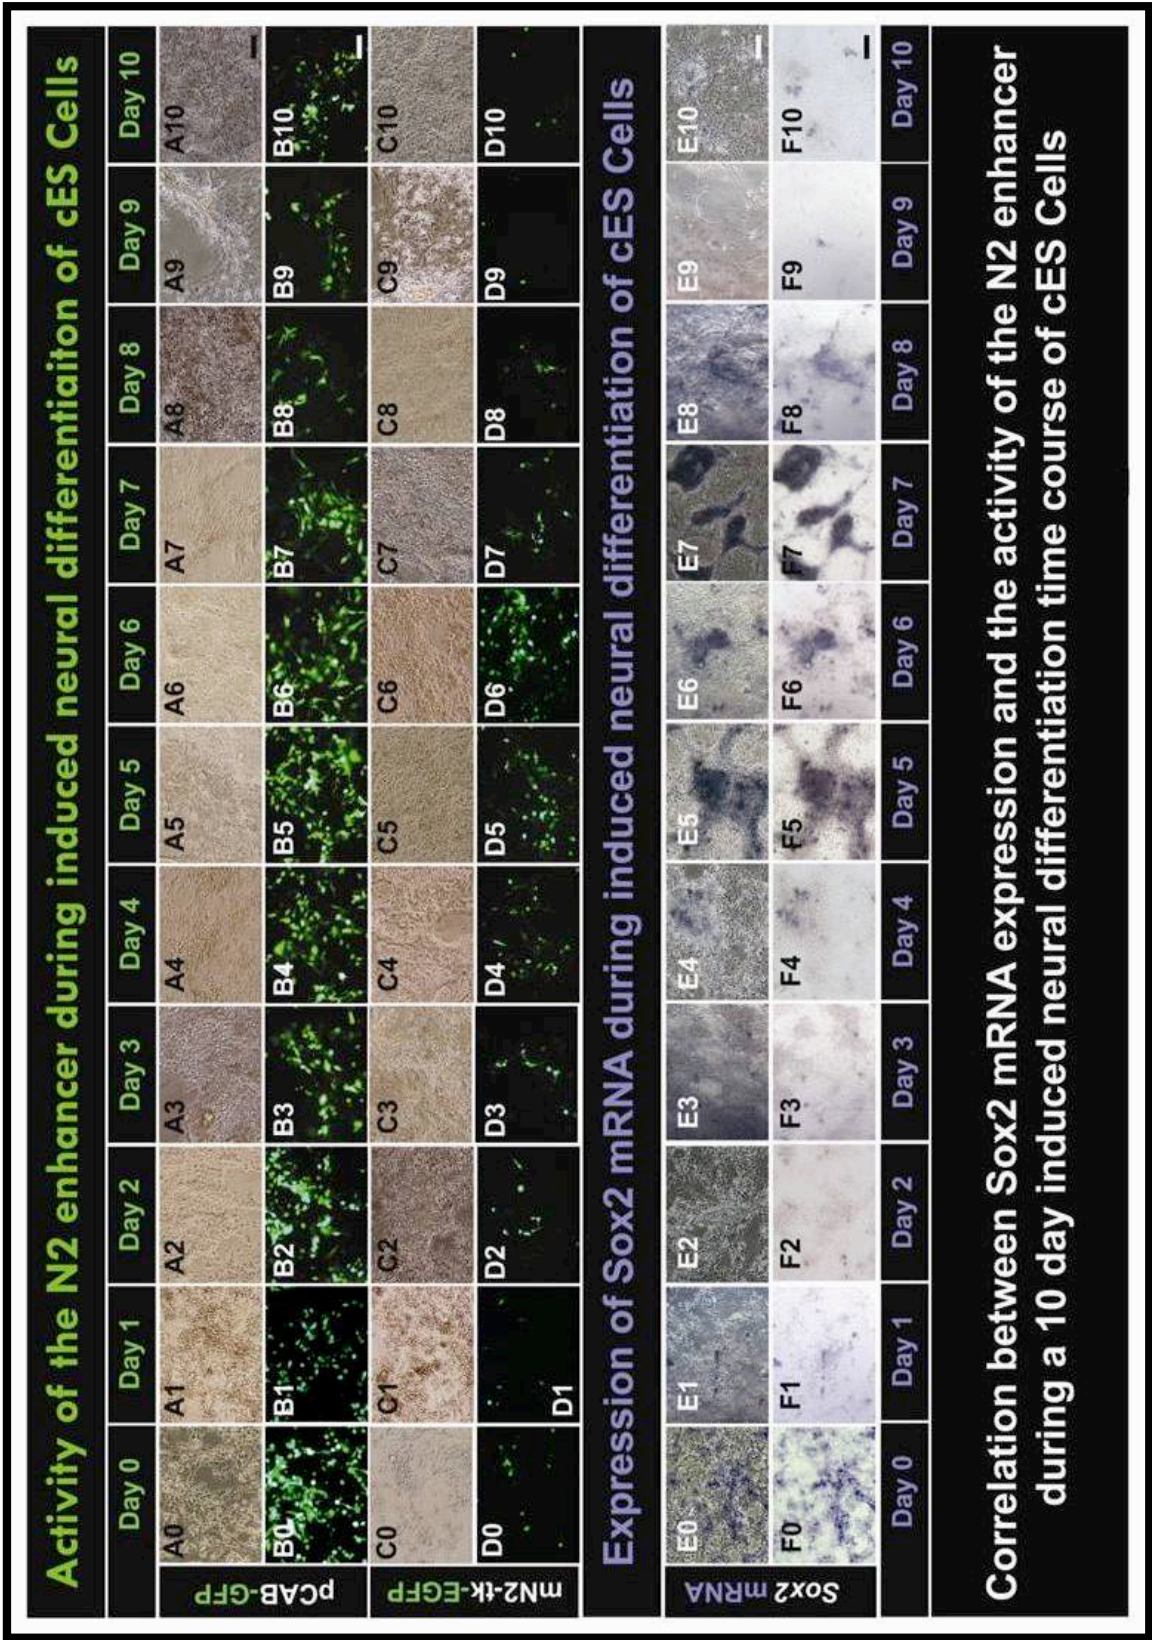 Activity of the N2 enhancer during induced neural differentiaiton of cES Cells
Day 0 Day 1 Day 2 Day 3 Day 4 Day 5 Day 6 Day 7 Day 8 Day 9 Day 10
pCAB-GFP
A0 A1 A2 A3 A4 A5 A6 A7 A8 A9 A10
B0 B1 B2 B3 B4 B5 B6 B7 B8 B9 B10
mN2-tk-EGFP
C0 C1 C2 C3 C4 C5 C6 C7 C8 C9 C10
D0 D1 D2 D3 D4 D5 D6 D7 D8 D9 D10
Expression of Sox2 mRNA during induced neural differentiation of cES Cells
Sox2 mRNA
E0 E1 E2 E3 E4 E5 E6 E7 E8 E9 E10
F0 F1 F2 F3 F4 F5 F6 F7 F8 F9 F10
Day 0 Day 1 Day 2 Day 3 Day 4 Day 5 Day 6 Day 7 Day 8 Day 9 Day 10
Correlation between Sox2 mRNA expression and the activity of the N2 enhancer
during a 10 day induced neural differentiation time course of cES Cells